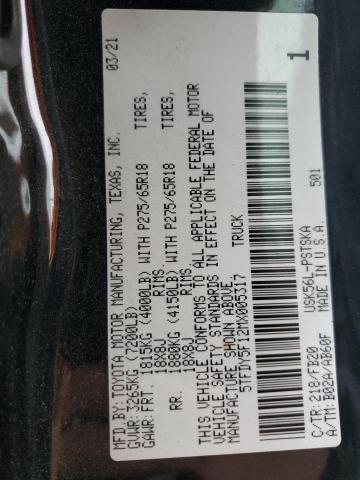 MFD.BY:TOYOTA MOTOR MANUFACTURING, TEXAS, INC. 03/21
GVWR:3265KG (7200LB)
GAWR:FRT. 1815KG (4000LB) WITH P275/65R18 TIRES,
18X8J RIMS
RR. 1880KG (4150LB) WITH P275/65R18 TIRES,
18X8J RIMS
THIS VEHICLE CONFORMS TO ALL APPLICABLE FEDERAL MOTOR
VEHICLE SAFETY STANDARDS IN EFFECT ON THE DATE OF
MANUFACTURE SHOWN ABOVE.
5TFDY5F12MX005317 TRUCK
1
C/TR: 218/FB20 USK56L-PSTSKA
A/TM: B02A/AB60F MADE IN U.S.A. 501